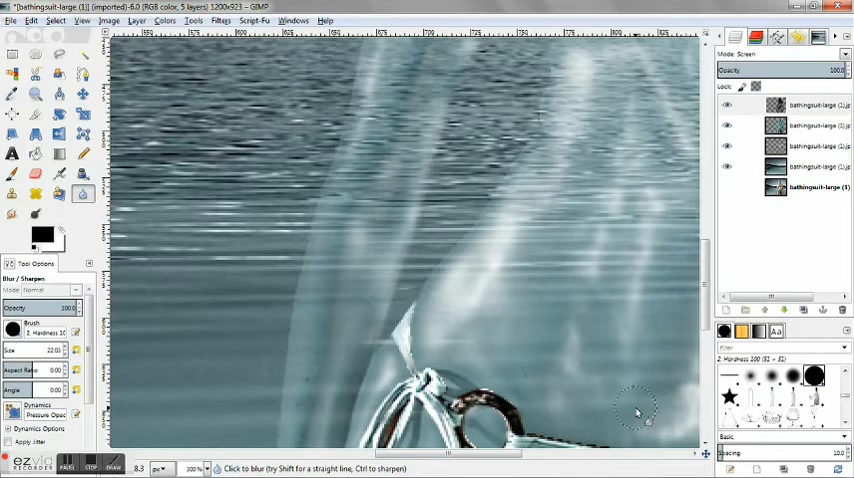 *[bathingsuit-large (1)] (imported)-6.0 (RGB color, 5 layers) 1200x923 – GIMP
File Edit Select View Image Layer Colors Tools Filters Script-Fu Windows Help
Mode: Screen
Opacity 100.0
Lock:
bathingsuit-large (1).jp
bathingsuit-large (1).jp
bathingsuit-large (1).jp
bathingsuit-large (1).jp
bathingsuit-large (1)
Tool Options
Blur / Sharpen
Mode: Normal
Opacity 100.0
Brush
2. Hardness 10
Size 22.03
Aspect Ratio 0.00
Angle 0.00
Dynamics
Pressure Opac
Dynamics Options
Apply Jitter
filter
2. Hardness 100 (51 × 51)
Basic.
Spacing 10.0
ezvid
RECORDER
PAUSE STOP DRAW
8.3 px 300% Click to blur (try Shift for a straight line, Ctrl to sharpen)